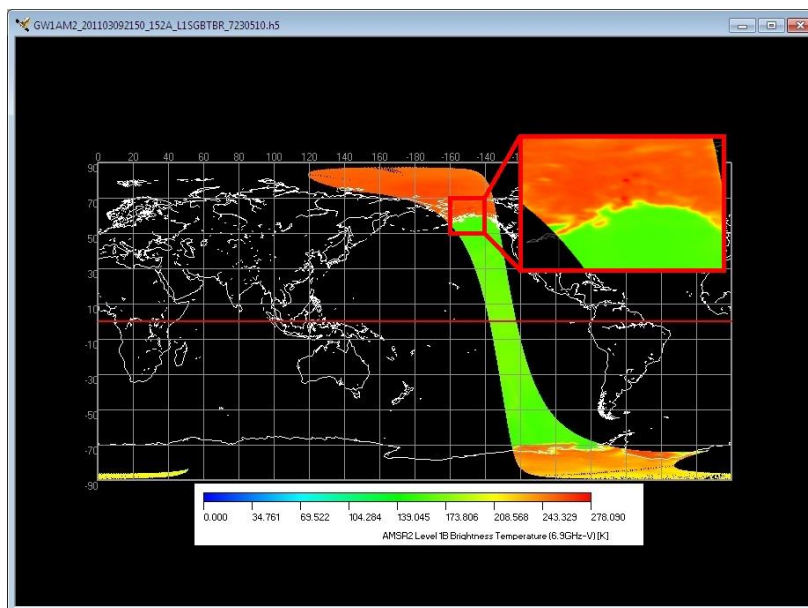 GW1AM2_201103092150_152A_L1SGBTBR_7230510.h5
0 20 40 60 80 100 120 140 160 -160 -140
90
70
50
30
10
-10
-30
-50
-70
-90
0.000 34.761 69.522 104.284 139.045 173.806 208.568 243.329 278.090
AMSR2 Level 1B Brightness Temperature (6.9GHz-V) [K]